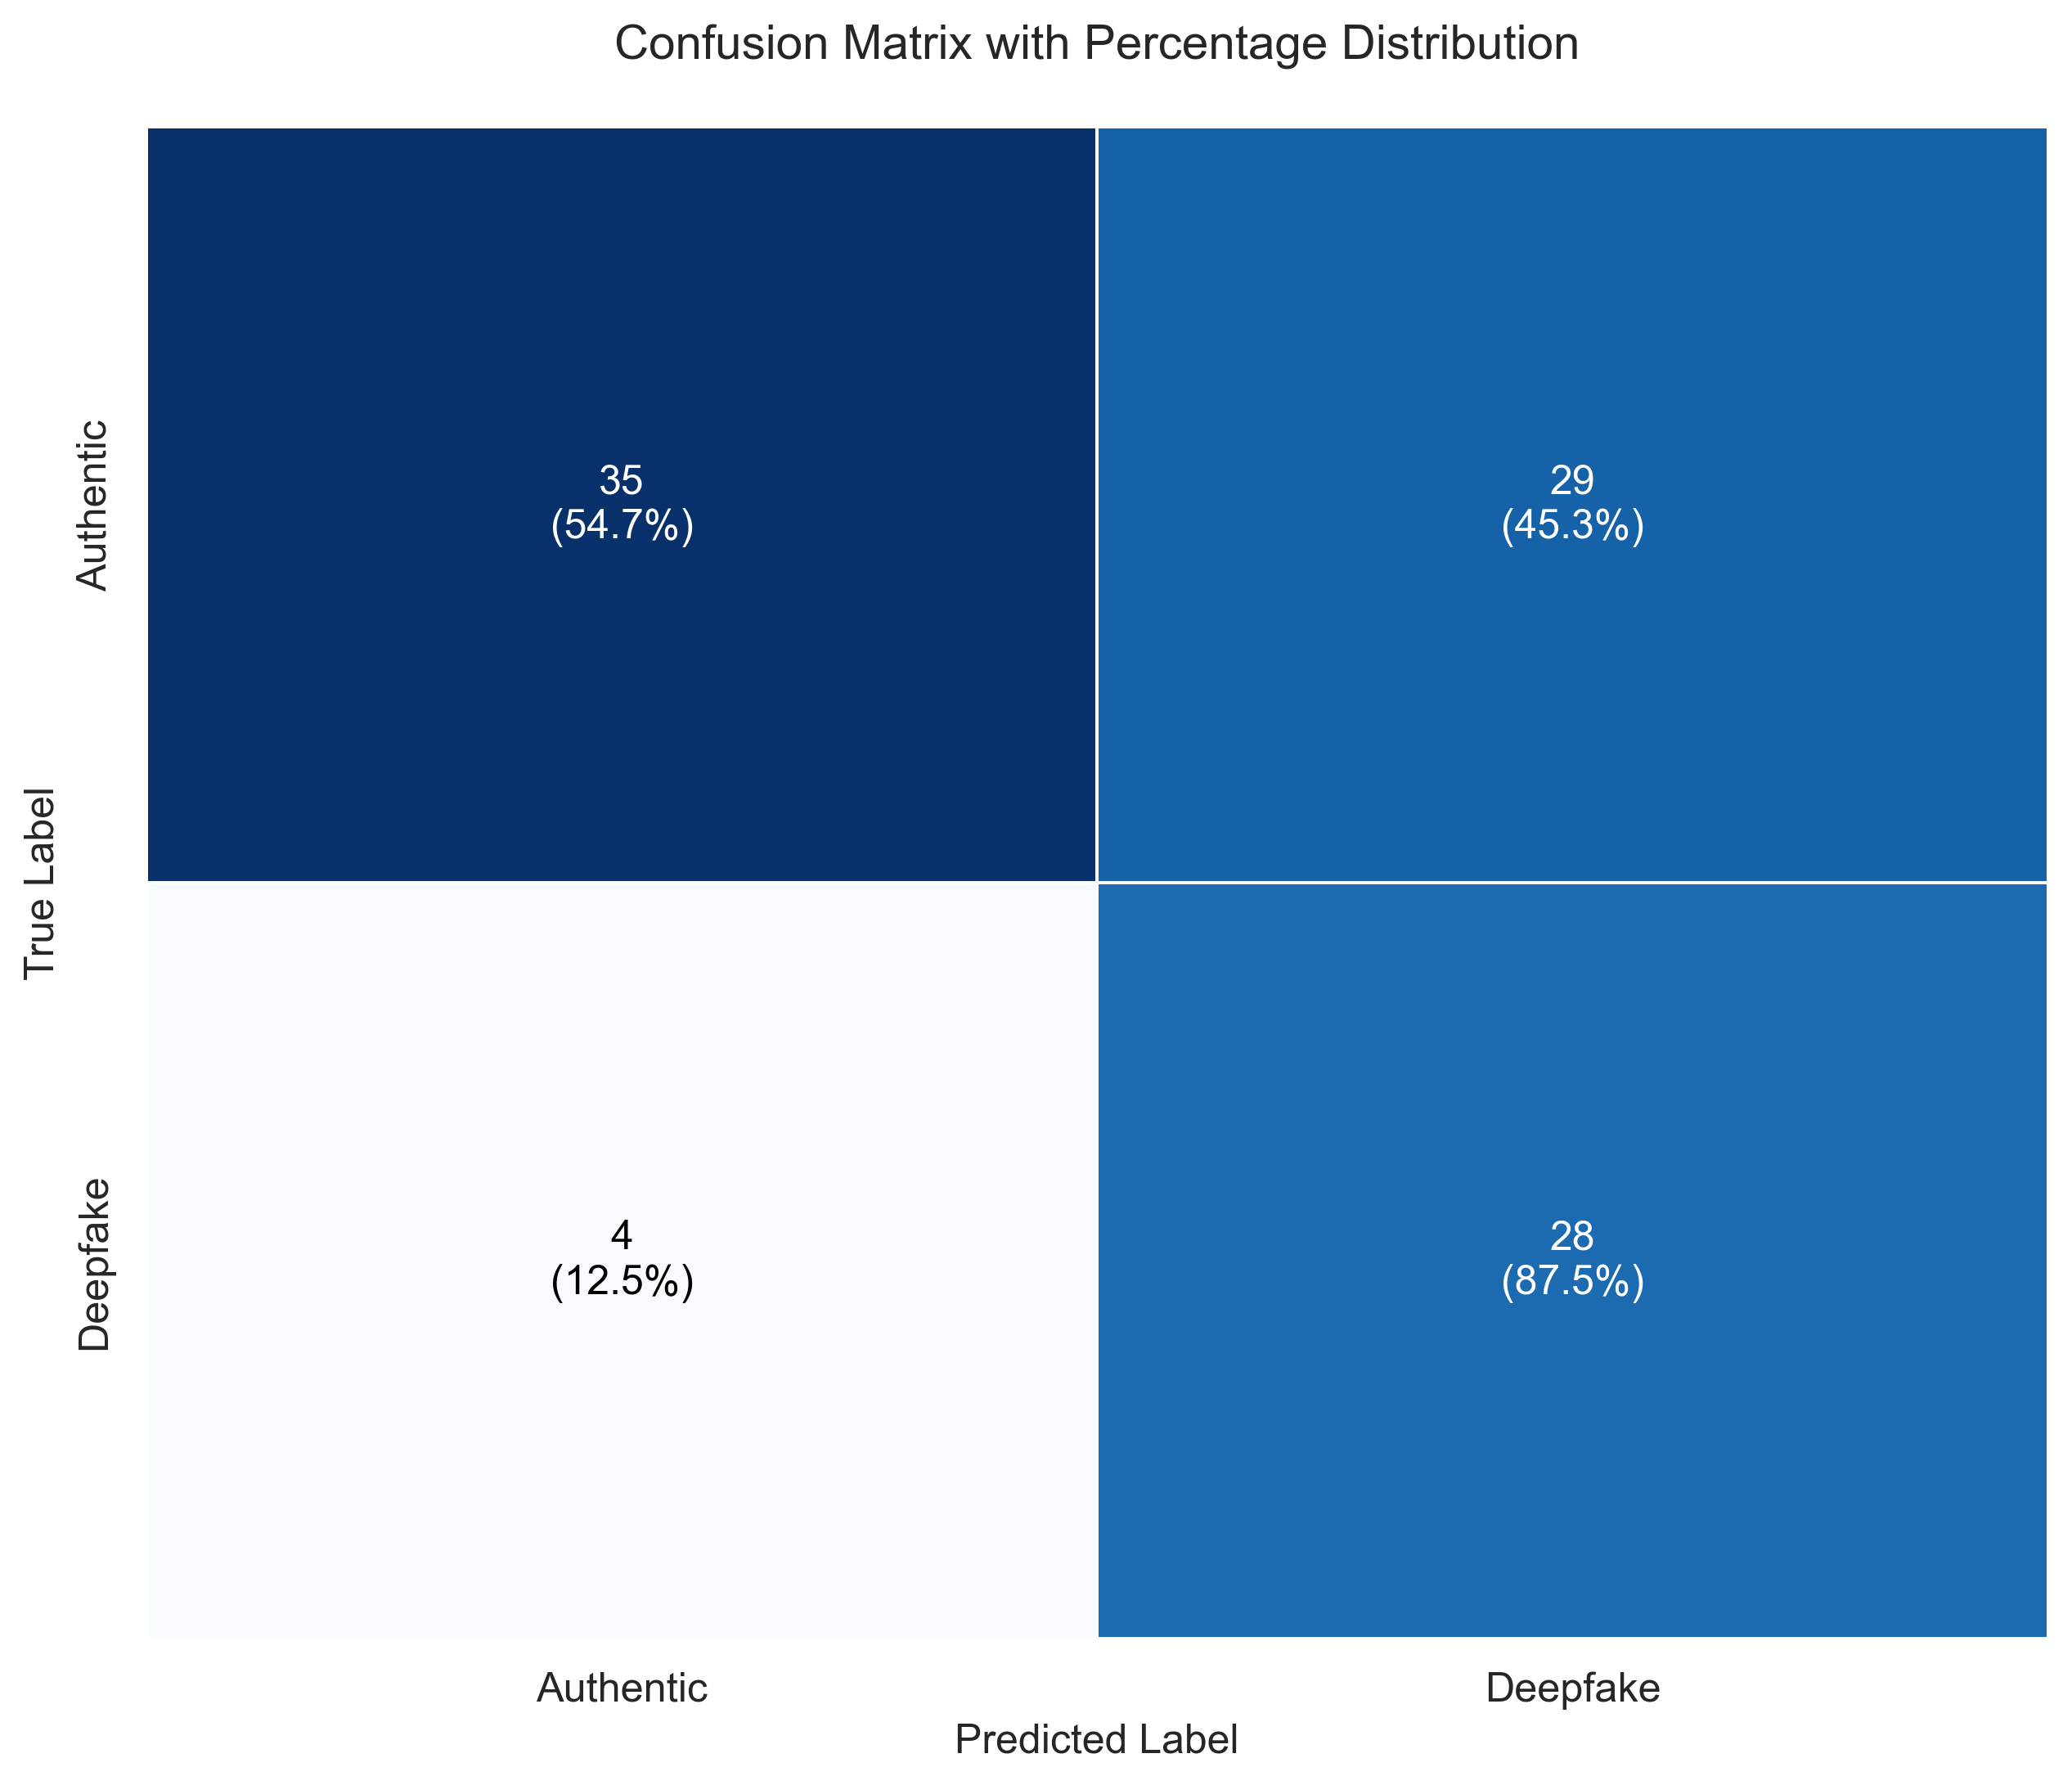 Confusion Matrix with Percentage Distribution
True Label
Authentic
35
(54.7%)
29
(45.3%)
Deepfake
4
(12.5%)
28
(87.5%)
Authentic
Deepfake
Predicted Label